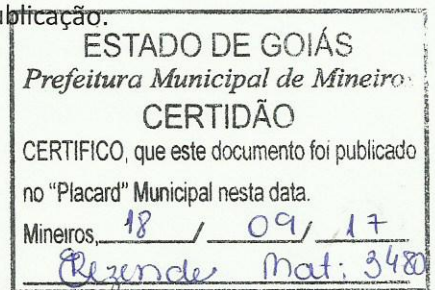 ublicação.
ESTADO DE GOIÁS
Prefeitura Municipal de Mineiros
CERTIDÃO
CERTIFICO, que este documento foi publicado
no “Placard” Municipal nesta data.
Mineiros, 18 / 09 / 17
Rezende Mat: 3480